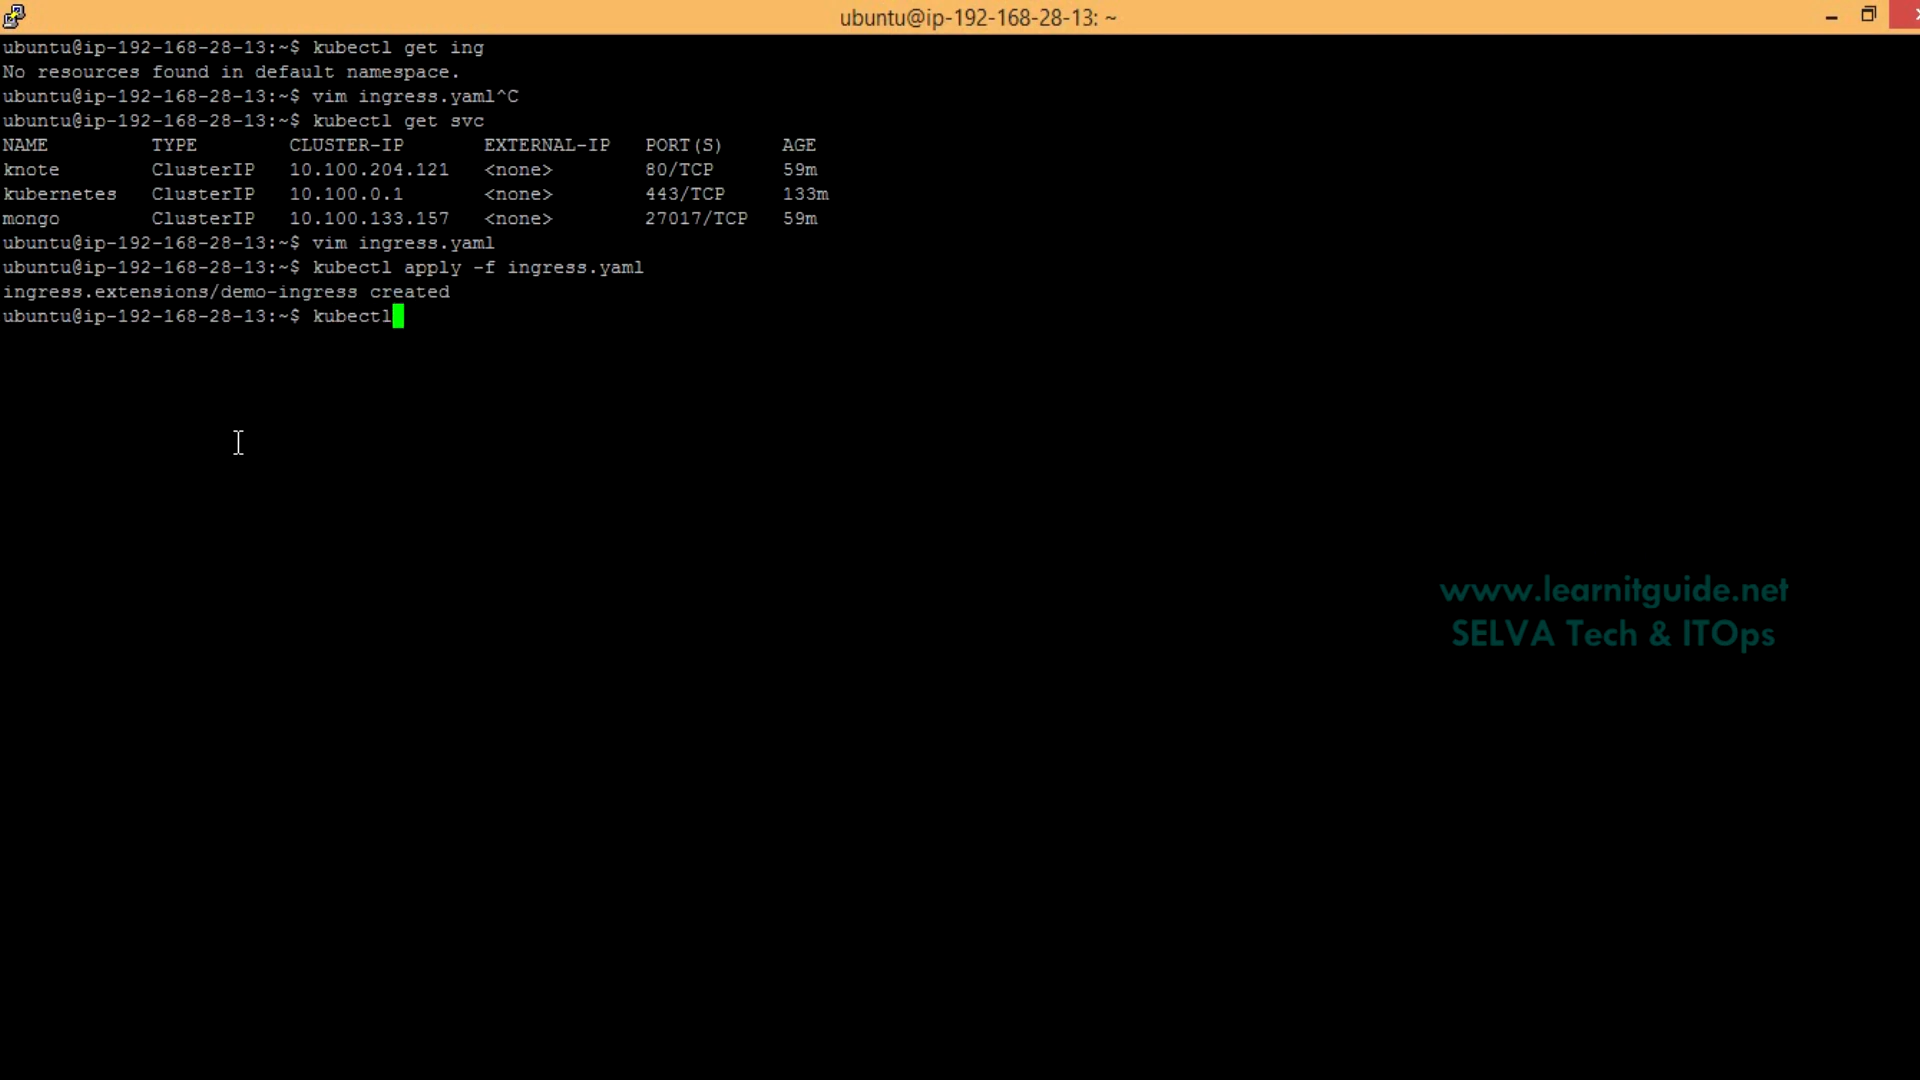 ubuntu@ip-192-168-28-13: ~
ubuntu@ip-192-168-28-13:~$ kubectl get ing
No resources found in default namespace.
ubuntu@ip-192-168-28-13:~$ vim ingress.yaml^C
ubuntu@ip-192-168-28-13:~$ kubectl get svc
NAME TYPE CLUSTER-IP EXTERNAL-IP PORT(S) AGE
knote ClusterIP 10.100.204.121 <none> 80/TCP 59m
kubernetes ClusterIP 10.100.0.1 <none> 443/TCP 133m
mongo ClusterIP 10.100.133.157 <none> 27017/TCP 59m
ubuntu@ip-192-168-28-13:~$ vim ingress.yaml
ubuntu@ip-192-168-28-13:~$ kubectl apply -f ingress.yaml
ingress.extensions/demo-ingress created
ubuntu@ip-192-168-28-13:~$ kubectl
www.learnitguide.net
SELVA Tech & ITOps